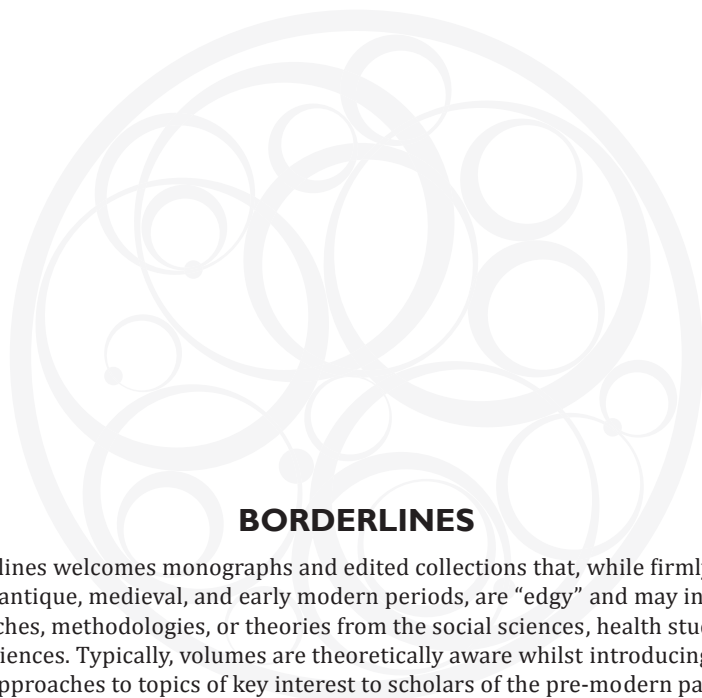 BORDERLINES
lines welcomes monographs and edited collections that, while firml
antique, medieval, and early modern periods, are “edgy” and may in
ches, methodologies, or theories from the social sciences, health stu
iences. Typically, volumes are theoretically aware whilst introducing
approaches to topics of key interest to scholars of the pre-modern pa